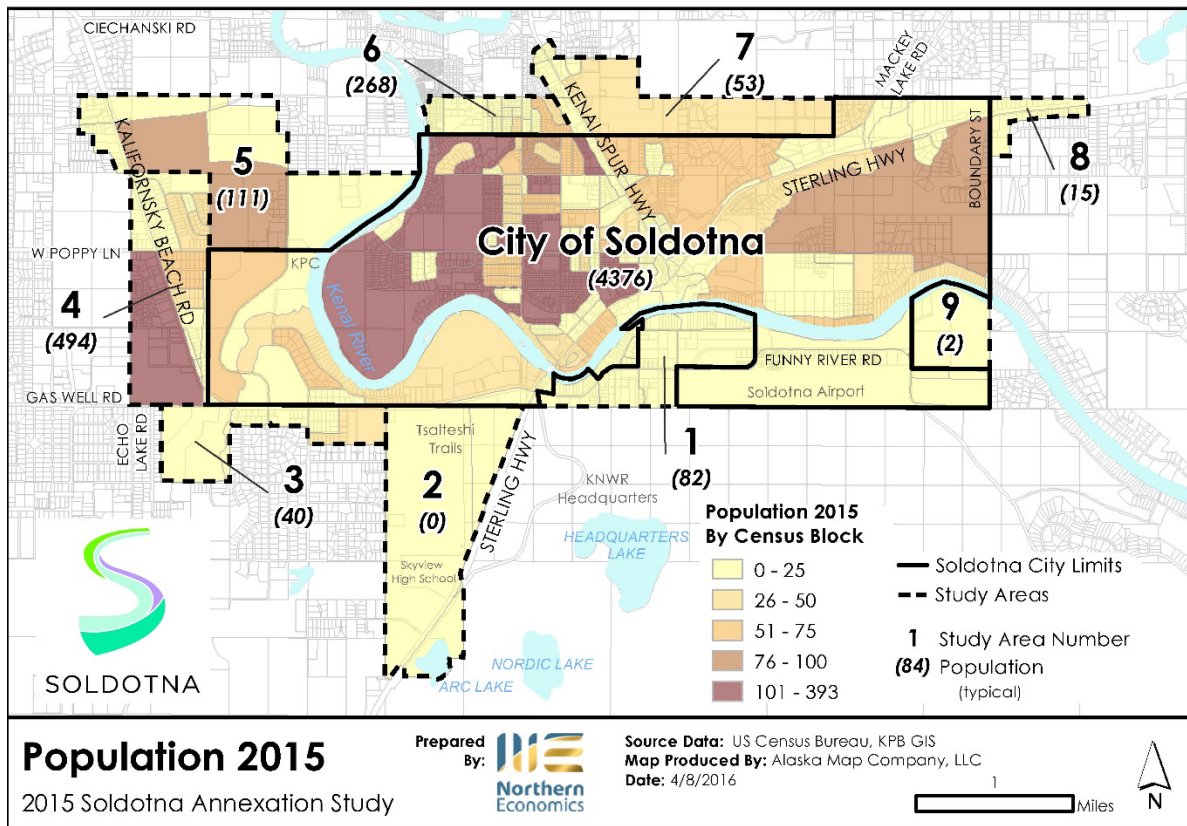 CIECHANSKI RD
6
(268)
7
(53)
MACKEY
LAKE RD
KENAI SPUR HWY
KALIFORNSKY BEACH RD
5
(111)
STERLING HWY
BOUNDARY ST
8
(15)
W POPPY LN
KPC
City of Soldotna
(4376)
4
(494)
Kenai River
9
(2)
FUNNY RIVER RD
GAS WELL RD
Soldotna Airport
ECHO
LAKE RD
Tsalteshi
Trails
STERLING HWY
1
(82)
3
(40)
2
(0)
KNWR
Headquarters
HEADQUARTERS
LAKE
Skyview
High School
NORDIC LAKE
ARC LAKE
SOLDOTNA
Population 2015
By Census Block
0 - 25
26 - 50
51 - 75
76 - 100
101 - 393
Soldotna City Limits
Study Areas
1 Study Area Number
(84) Population
(typical)
Population 2015
2015 Soldotna Annexation Study
Prepared
By:
Northern
Economics
Source Data: US Census Bureau, KPB GIS
Map Produced By: Alaska Map Company, LLC
Date: 4/8/2016
1
Miles
N